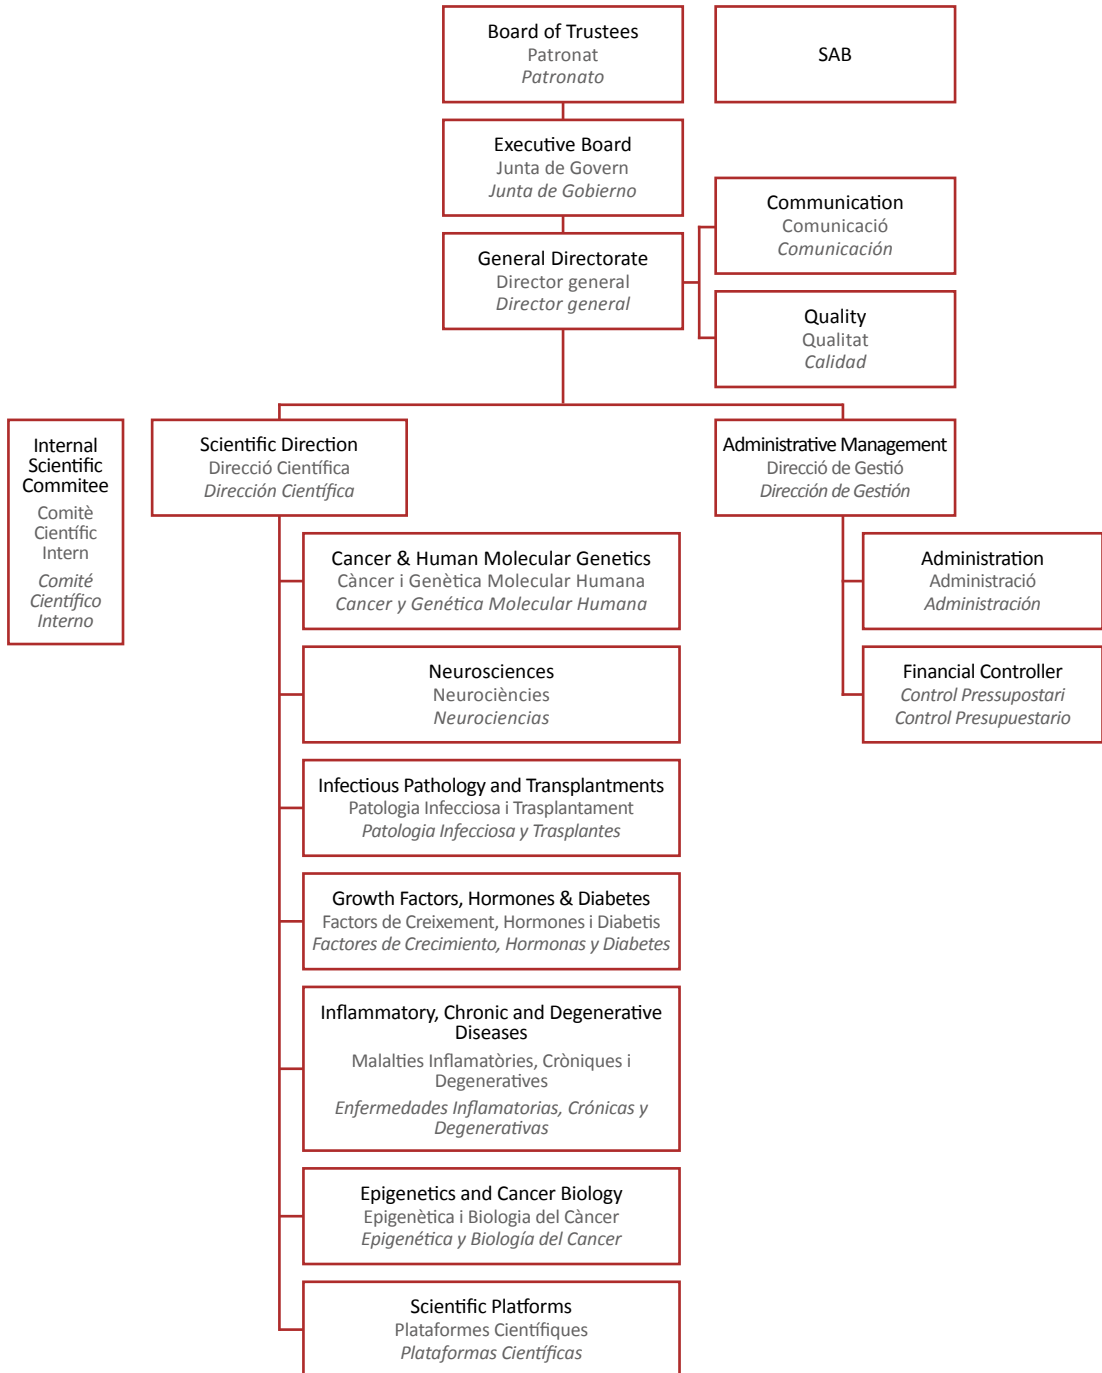 Board of Trustees
Patronat
Patronato
SAB
Executive Board
Junta de Govern
Junta de Gobierno
Communication
Comunicació
Comunicación
General Directorate
Director general
Director general
Quality
Qualitat
Calidad
Internal
Scientific
Commitee
Comitè
Científic
Intern
Comité
Científico
Interno
Scientific Direction
Direcció Científica
Dirección Científica
Administrative Management
Direcció de Gestió
Dirección de Gestión
Cancer & Human Molecular Genetics
Càncer i Genètica Molecular Humana
Cancer y Genética Molecular Humana
Administration
Administració
Administración
Neurosciences
Neurociències
Neurociencias
Financial Controller
Control Pressupostari
Control Presupuestario
Infectious Pathology and Transplantments
Patologia Infecciosa i Trasplantament
Patologia Infecciosa y Trasplantes
Growth Factors, Hormones & Diabetes
Factors de Creixement, Hormones i Diabetis
Factores de Crecimiento, Hormonas y Diabetes
Inflammatory, Chronic and Degenerative
Diseases
Malalties Inflamatòries, Cròniques i
Degeneratives
Enfermedades Inflamatorias, Crónicas y
Degenerativas
Epigenetics and Cancer Biology
Epigenètica i Biologia del Càncer
Epigenética y Biología del Cancer
Scientific Platforms
Plataformes Científiques
Plataformas Científicas